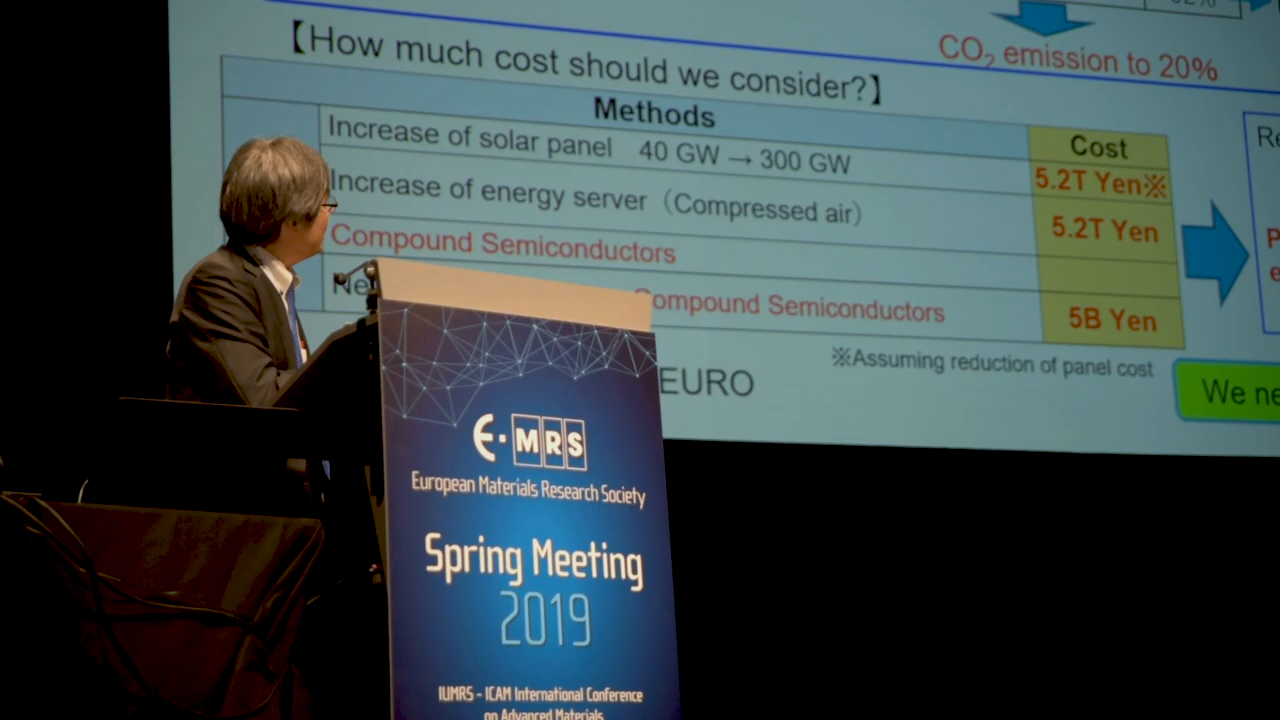 CO₂ emission to 20%
【How much cost should we consider?】
Methods
Cost
Increase of solar panel 40 GW → 300 GW
5.2T Yen※
Increase of energy server（Compressed air）
5.2T Yen
Compound Semiconductors
Compound Semiconductors
5B Yen
※Assuming reduction of panel cost
EURO
We
E·MRS
European Materials Research Society
Spring Meeting
2019
IUMRS - ICAM International Conference
on Advanced Materials